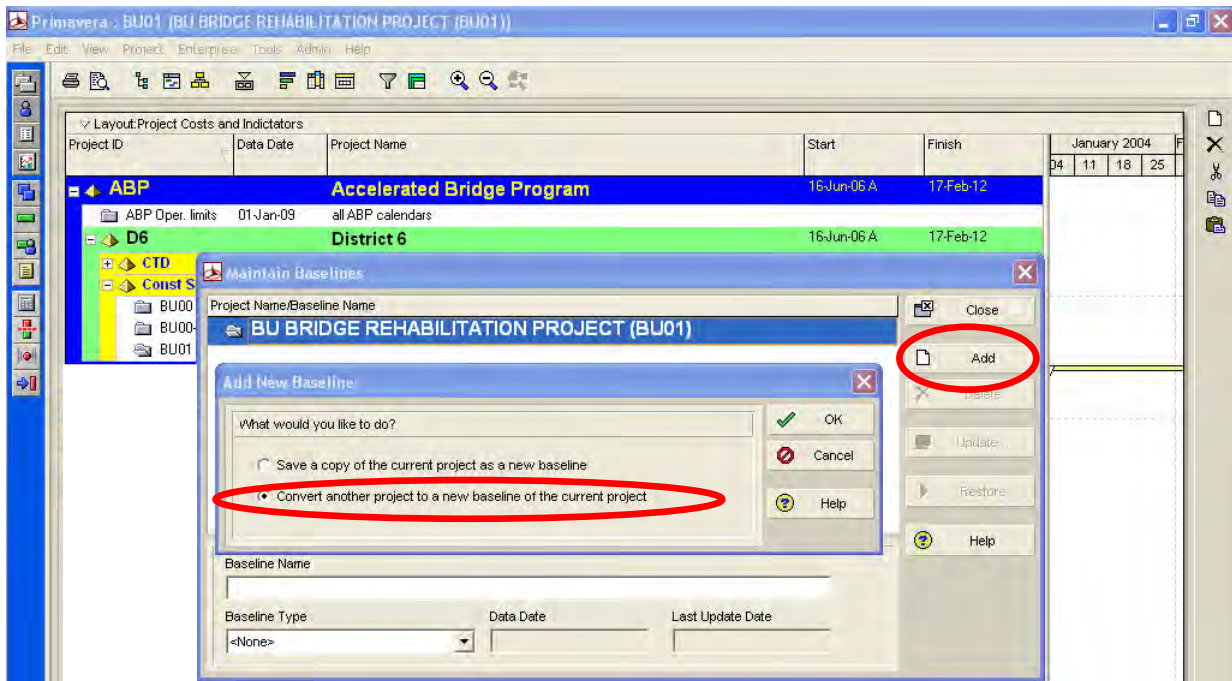 Primavera : BU01 (BU BRIDGE REHABILITATION PROJECT (BU01))
File Edit View Project Enterprise Tools Admin Help
Layout:Project Costs and Indictators
Project ID Data Date Project Name Start Finish January 2004 F
04 11 18 25
ABP Accelerated Bridge Program 16-Jun-06 A 17-Feb-12
ABP Oper. limits 01-Jan-09 all ABP calendars
D6 District 6 16-Jun-06 A 17-Feb-12
CTD
Const S
BU00
BU00-
BU01
Maintain Baselines
Project Name/Baseline Name
BU BRIDGE REHABILITATION PROJECT (BU01)
Close
Add
Delete
Update
Restore
Help
Add New Baseline
What would you like to do?
Save a copy of the current project as a new baseline
Convert another project to a new baseline of the current project
OK
Cancel
Help
Baseline Name
Baseline Type Data Date Last Update Date
<None>